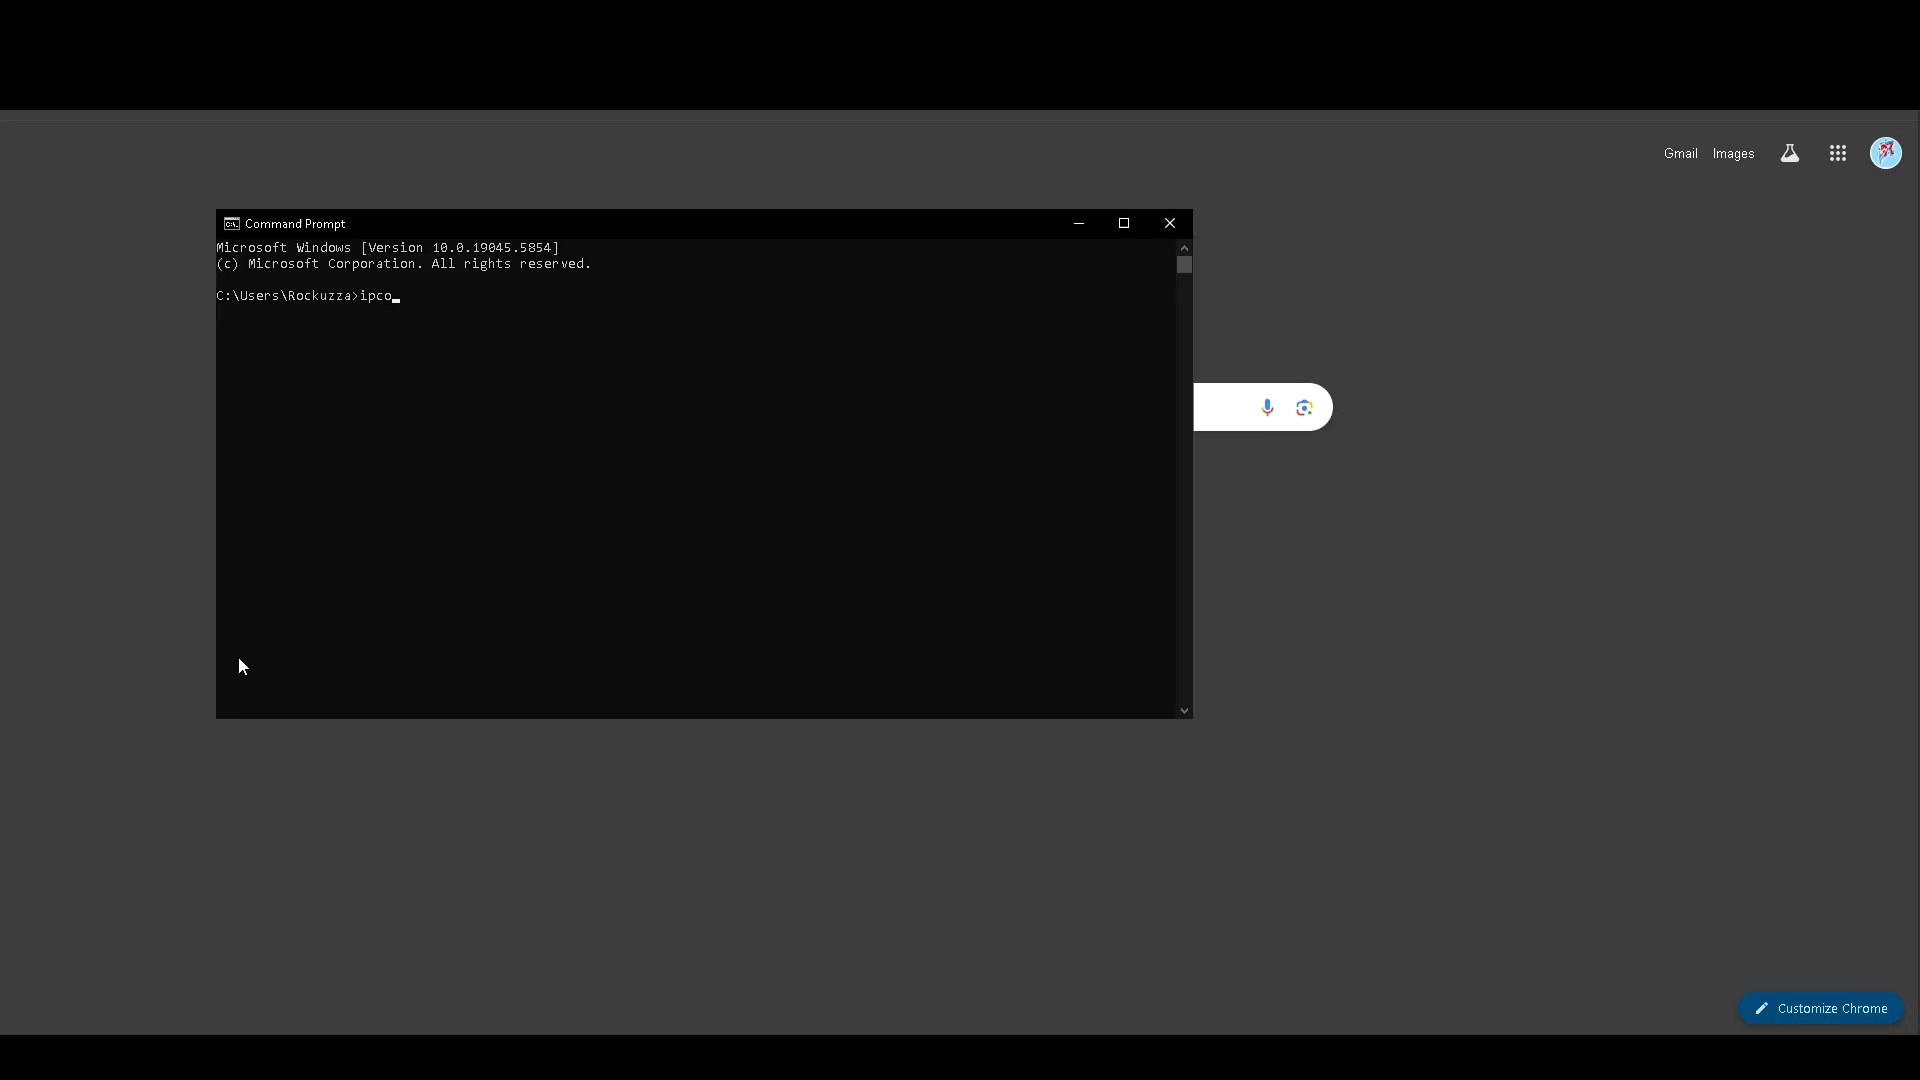 Gmail Images
Command Prompt
Microsoft Windows [Version 10.0.19045.5854]
(c) Microsoft Corporation. All rights reserved.
C:\Users\Rockuzza>ipco
Customize Chrome